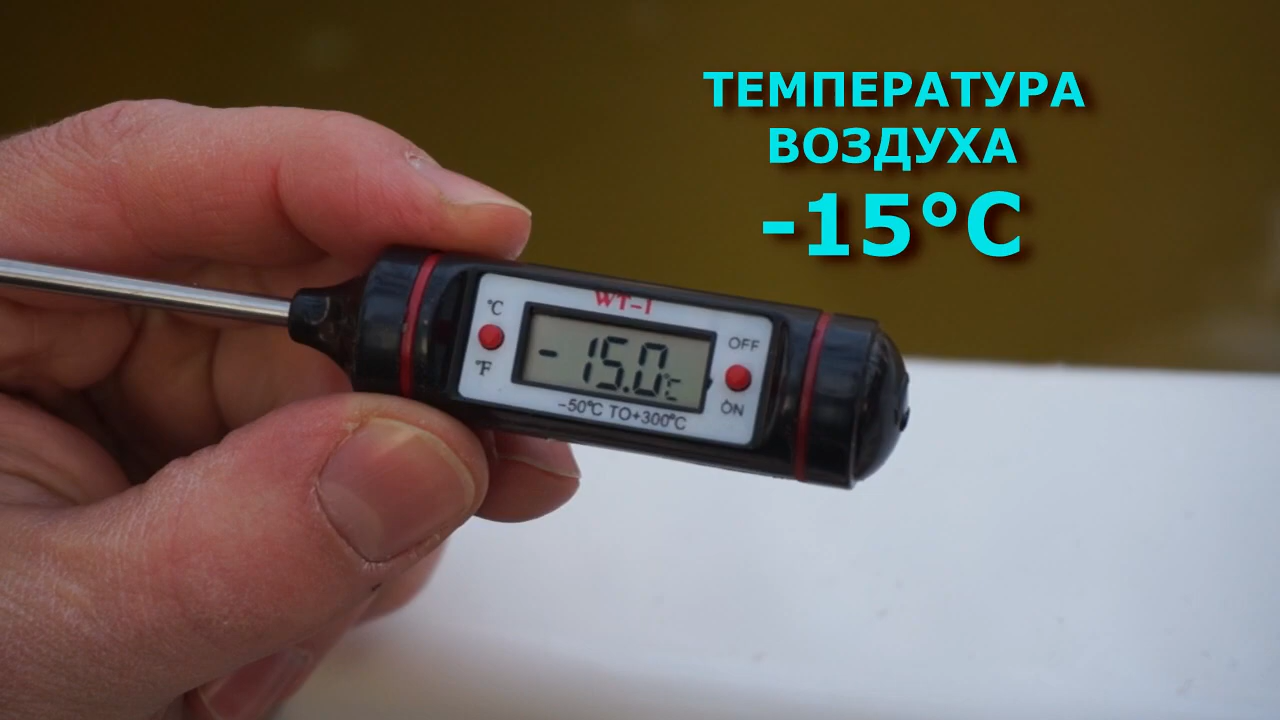 ТЕМПЕРАТУРА
ВОЗДУХА
-15°C
WT-1
°C
°F
-15.0°C
OFF
ON
-50°C TO+300°C